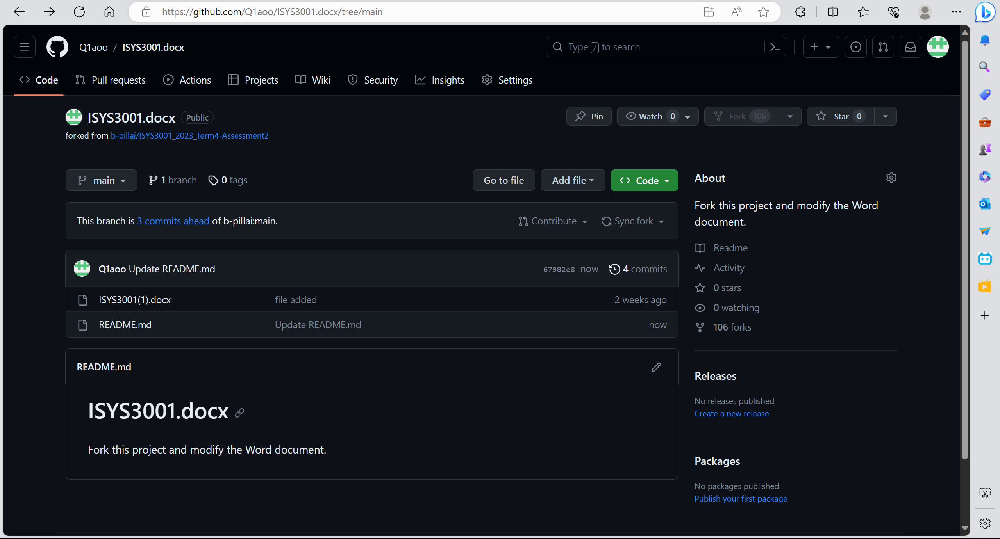 https://github.com/Q1aoo/ISYS3001.docx/tree/main
Q1aoo / ISYS3001.docx
Type / to search
Code Pull requests Actions Projects Wiki Security Insights Settings
ISYS3001.docx Public
Pin Watch 0 Fork 106 Star 0
forked from b-pillai/ISYS3001_2023_Term4-Assessment2
main 1 branch 0 tags
Go to file Add file Code
This branch is 3 commits ahead of b-pillai:main.
Contribute Sync fork
Q1aoo Update README.md 67902e8 now 4 commits
ISYS3001(1).docx file added 2 weeks ago
README.md Update README.md now
README.md
ISYS3001.docx
Fork this project and modify the Word document.
About
Fork this project and modify the Word
document.
Readme
Activity
0 stars
0 watching
106 forks
Releases
No releases published
Create a new release
Packages
No packages published
Publish your first package